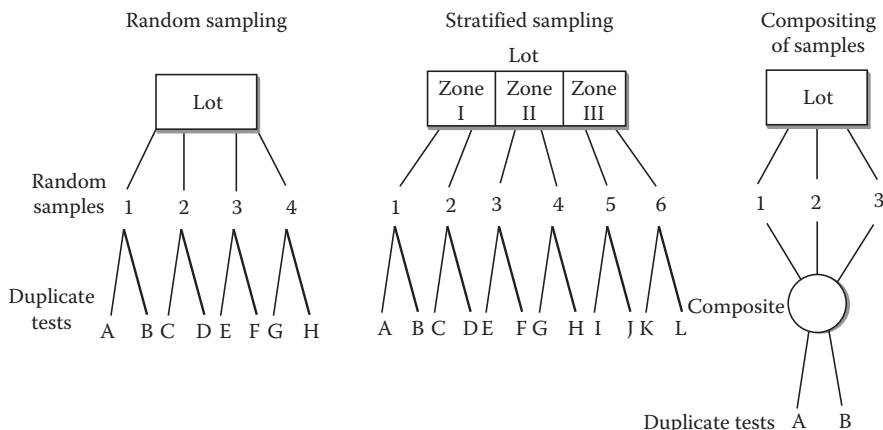 Random sampling
Lot
Random
samples
1 2 3 4
Duplicate
tests
A B C D E F G H
Stratified sampling
Lot
Zone I
Zone II
Zone III
1 2 3 4 5 6
A B C D E F G H I J K L
Compositing
of samples
Lot
1 2 3
Composite
Duplicate tests A B